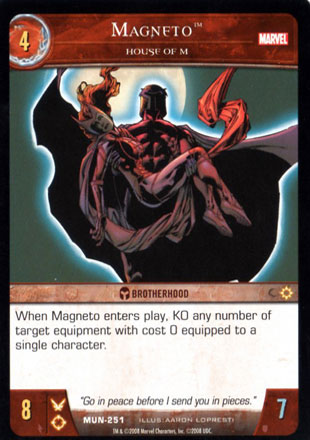 4
MAGNETO™
HOUSE OF M
MARVEL
BROTHERHOOD
When Magneto enters play, KO any number of
target equipment with cost 0 equipped to a
single character.
"Go in peace before I send you in pieces."
8
MUN-251
ILLUS: AARON LOPRESTI
7
TM & ©2008 Marvel Characters, Inc. ©2008 UDC.